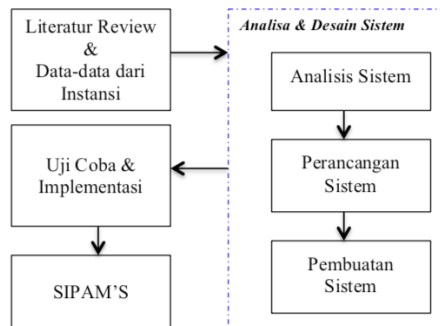 Literatur Review
&
Data-data dari
Instansi
Analisa & Desain Sistem
Analisis Sistem
Perancangan
Sistem
Pembuatan
Sistem
Uji Coba &
Implementasi
SIPAM'S